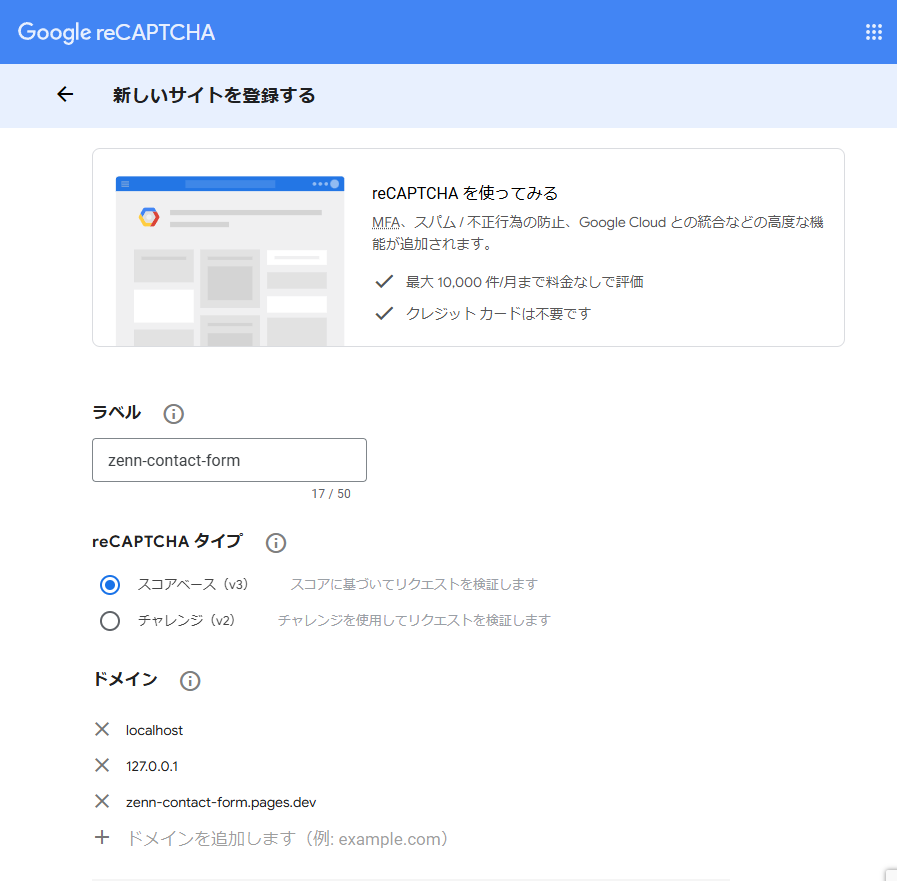 Google reCAPTCHA
新しいサイトを登録する
reCAPTCHA を使ってみる
MFA、スパム / 不正行為の防止、Google Cloud との統合などの高度な機
能が追加されます。
最大 10,000 件/月まで料金なしで評価
クレジット カードは不要です
ラベル
zenn-contact-form
17 / 50
reCAPTCHA タイプ
スコアベース（v3） スコアに基づいてリクエストを検証します
チャレンジ（v2） チャレンジを使用してリクエストを検証します
ドメイン
localhost
127.0.0.1
zenn-contact-form.pages.dev
ドメインを追加します（例: example.com）